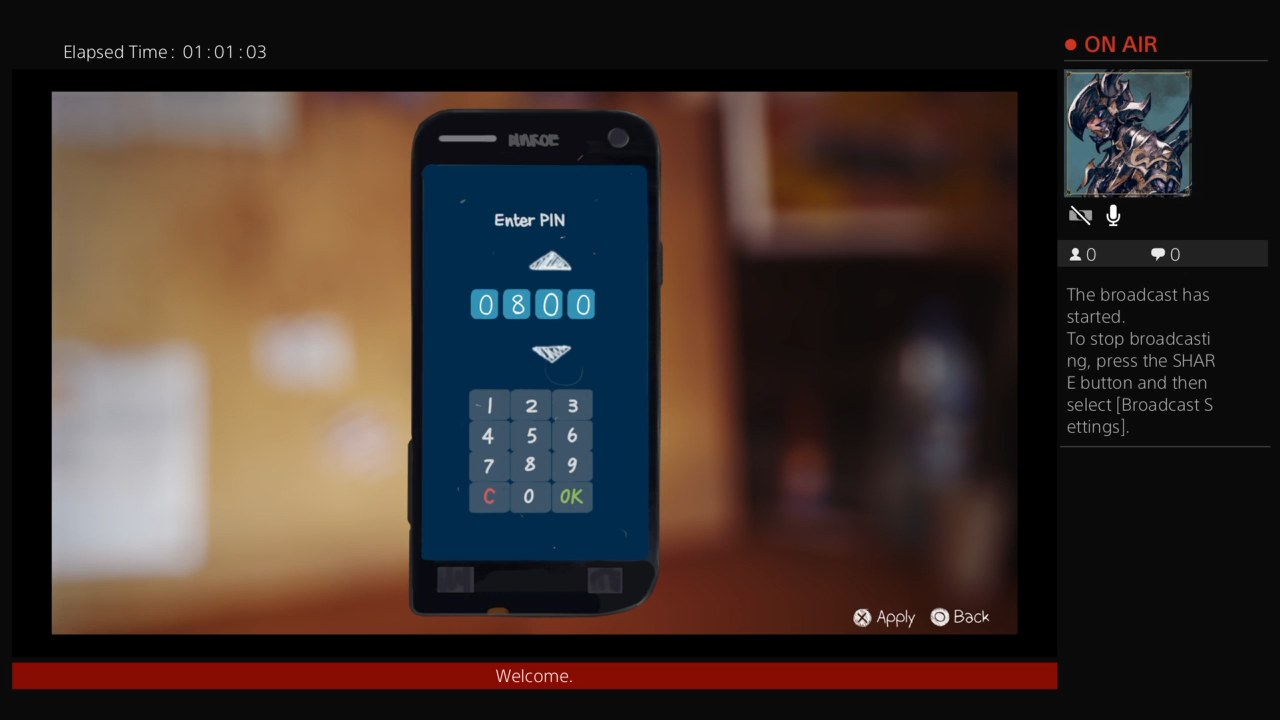 Elapsed Time: 01:01:03
ON AIR
Enter PIN
0 8 0 0
1 2 3
4 5 6
7 8 9
C 0 OK
Apply Back
0 0
The broadcast has
started.
To stop broadcasti
ng, press the SHAR
E button and then
select [Broadcast S
ettings].
Welcome.